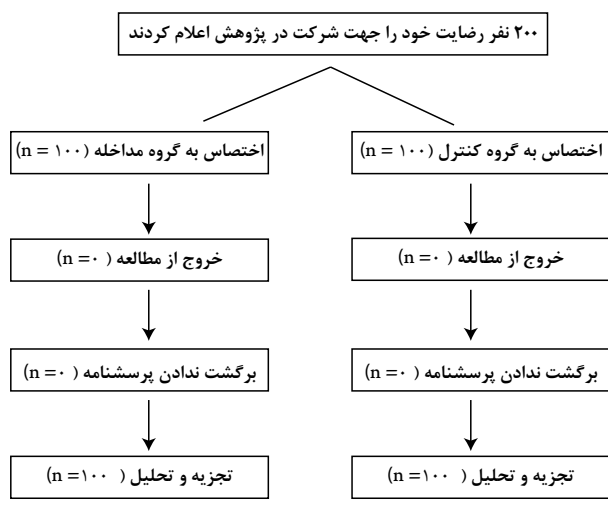 ۲۰۰ نفر رضایت خود را جهت شرکت در پژوهش اعلام کردند
اختصاص به گروه کنترل (n = ۱۰۰)
اختصاص به گروه مداخله (n = ۱۰۰)
خروج از مطالعه (n =۰)
خروج از مطالعه (n =۰)
برگشت ندادن پرسشنامه (n =۰)
برگشت ندادن پرسشنامه (n =۰)
تجزیه و تحلیل (n =۱۰۰)
تجزیه و تحلیل (n =۱۰۰)